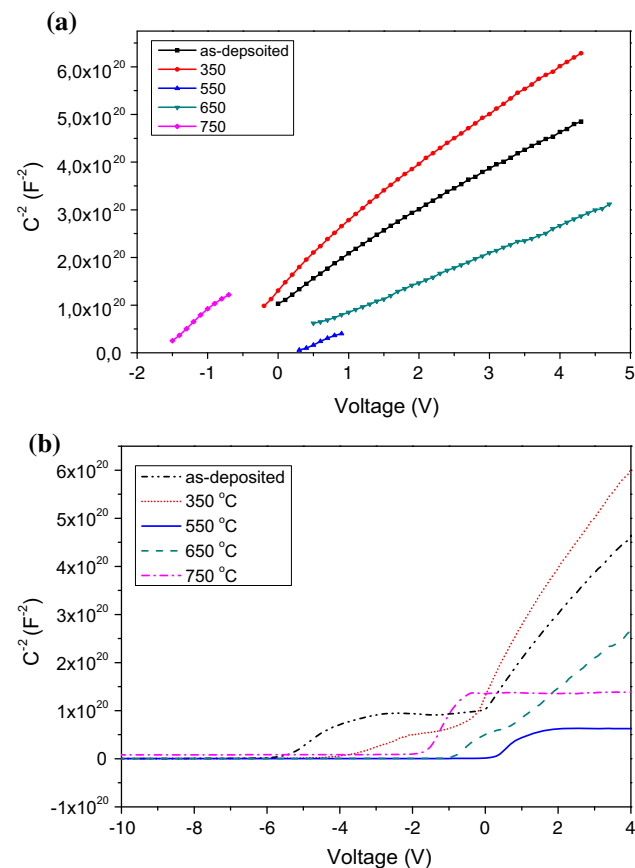 (a)
as-depsoited
350
550
650
750
6,0x10^20
5,0x10^20
4,0x10^20
3,0x10^20
2,0x10^20
1,0x10^20
0,0
C^-2 (F^-2)
-2 -1 0 1 2 3 4 5
Voltage (V)
(b)
as-deposited
350 °C
550 °C
650 °C
750 °C
6x10^20
5x10^20
4x10^20
3x10^20
2x10^20
1x10^20
0
-1x10^20
C^-2 (F^-2)
-10 -8 -6 -4 -2 0 2 4
Voltage (V)